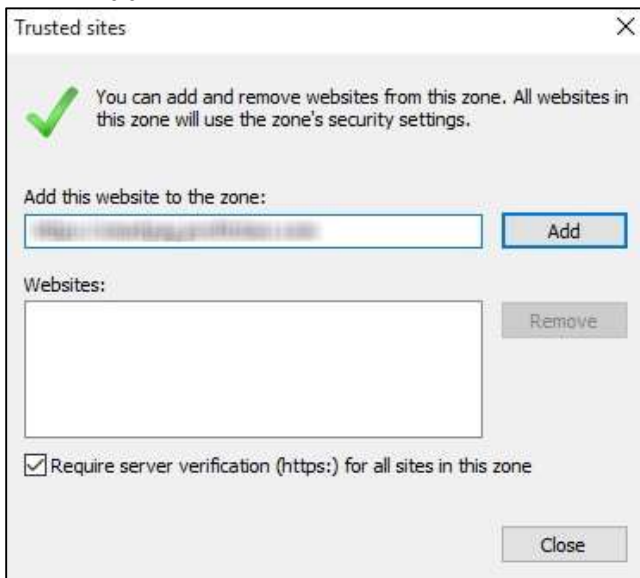 Trusted sites
You can add and remove websites from this zone. All websites in
this zone will use the zone's security settings.
Add this website to the zone:
Add
Websites:
Remove
Require server verification (https:) for all sites in this zone
Close